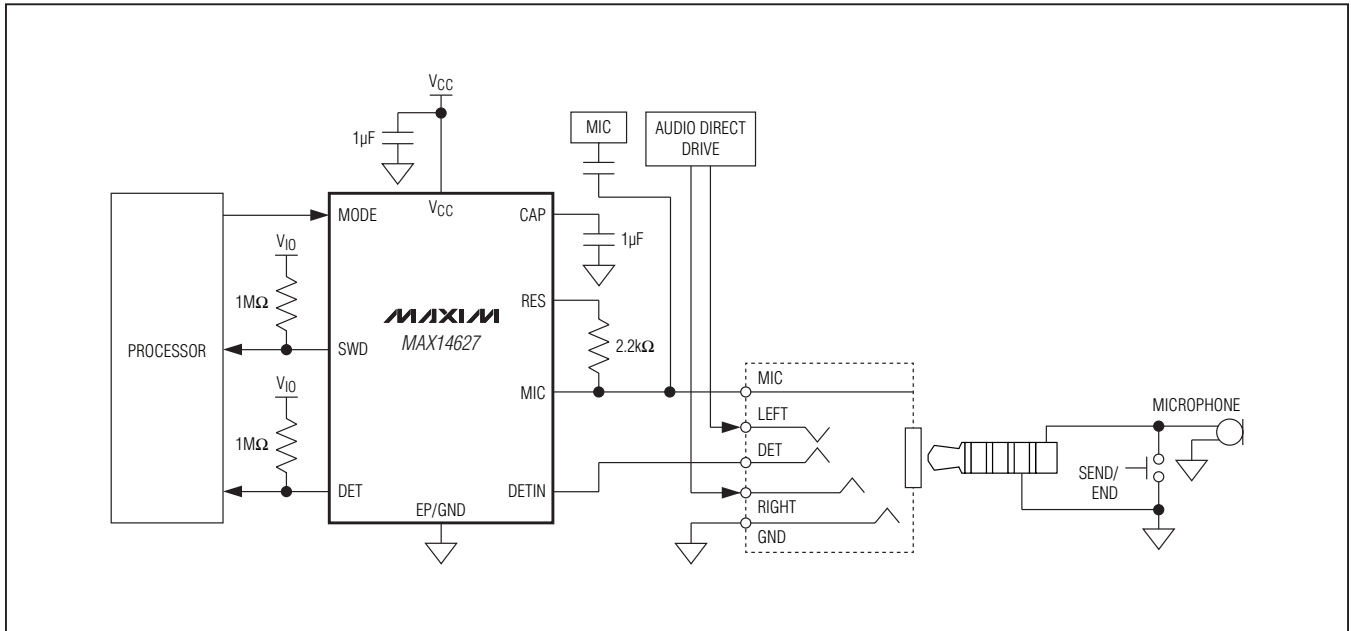 VCC
1µF
MIC
AUDIO DIRECT
DRIVE
MODE
VCC
CAP
1µF
VIO
1MΩ
RES
MAXIM
MAX14627
2.2kΩ
PROCESSOR
SWD
VIO
1MΩ
MIC
MIC
LEFT
DET
RIGHT
GND
DET
DETIN
EP/GND
MICROPHONE
SEND/
END